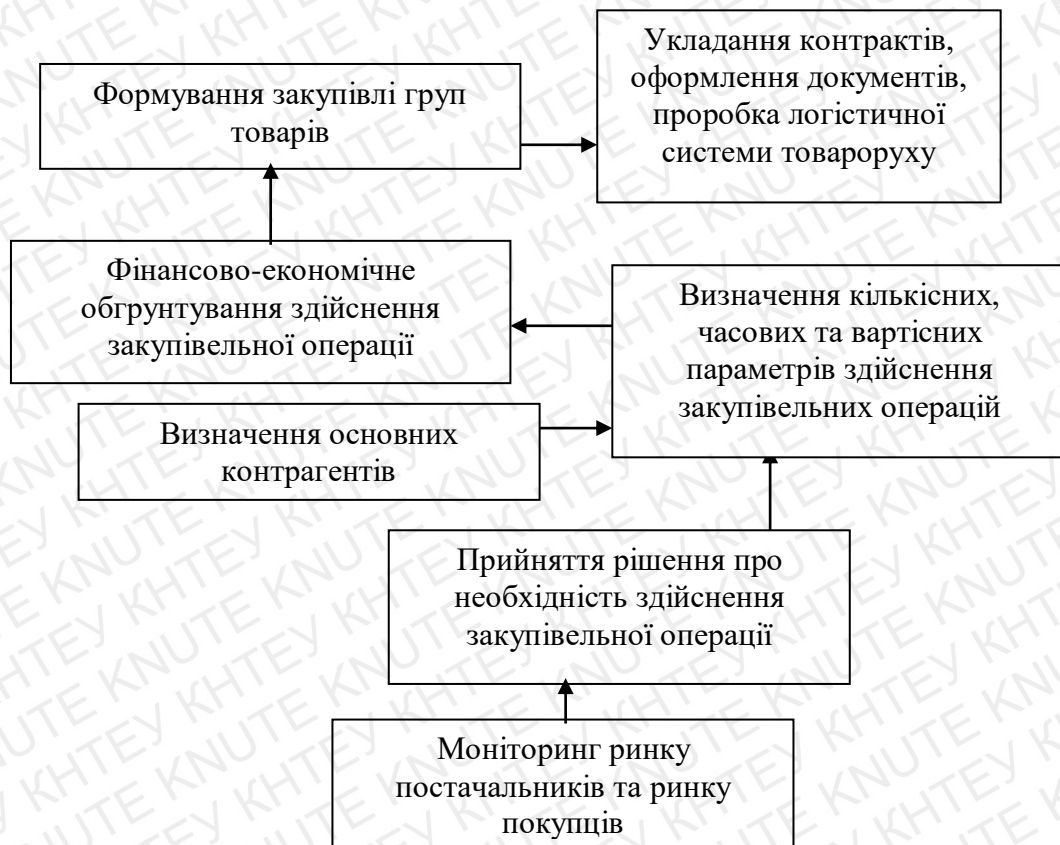 Укладання контрактів,
оформлення документів,
проробка логістичної
системи товароруху
Формування закупівлі груп
товарів
Фінансово-економічне
обгрунтування здійснення
закупівельної операції
Визначення кількісних,
часових та вартісних
параметрів здійснення
закупівельних операцій
Визначення основних
контрагентів
Прийняття рішення про
необхідність здійснення
закупівельної операції
Моніторинг ринку
постачальників та ринку
покупців